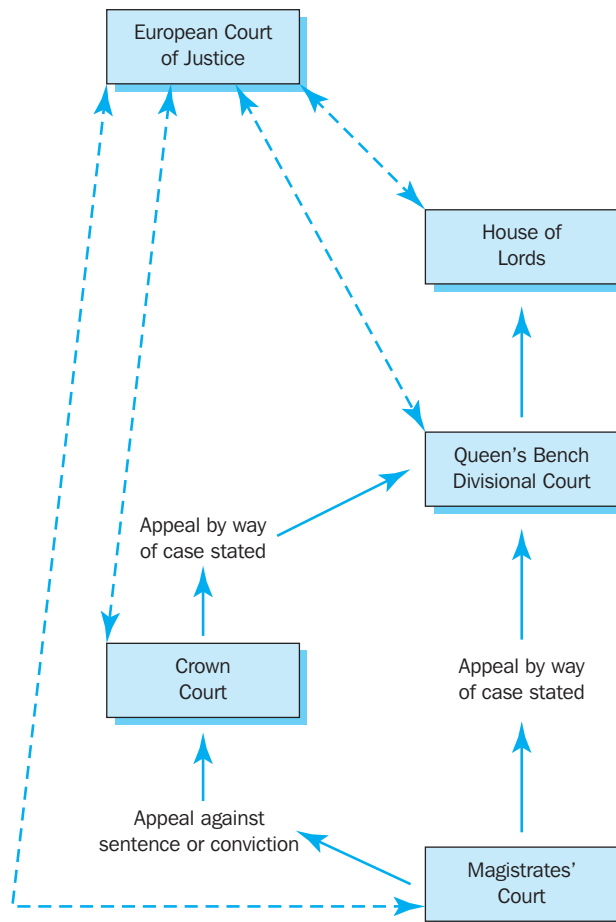 European Court
of Justice
House of
Lords
Queen's Bench
Divisional Court
Appeal by way
of case stated
Crown
Court
Appeal by way
of case stated
Appeal against
sentence or conviction
Magistrates'
Court